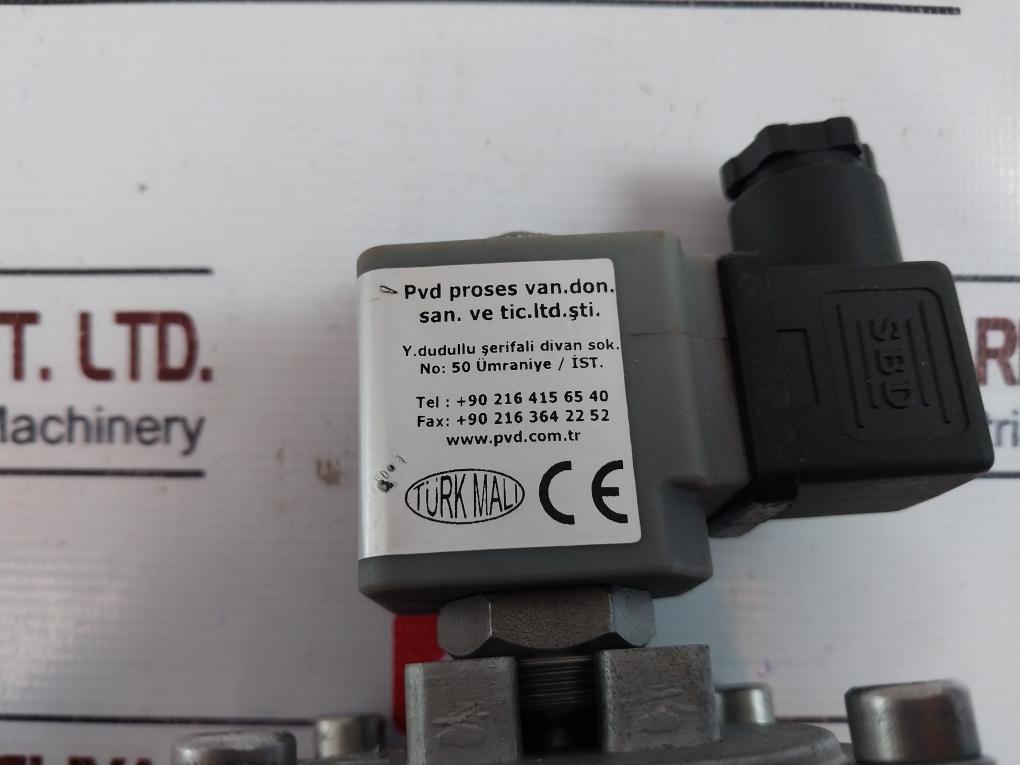 Pvd proses van.don.
san. ve tic.ltd.şti.
Y.dudullu şerifali divan sok.
No: 50 Ümraniye / İST.
Tel : +90 216 415 65 40
Fax: +90 216 364 22 52
www.pvd.com.tr
TÜRK MALI CE
SBD
T. LTD.
Machinery